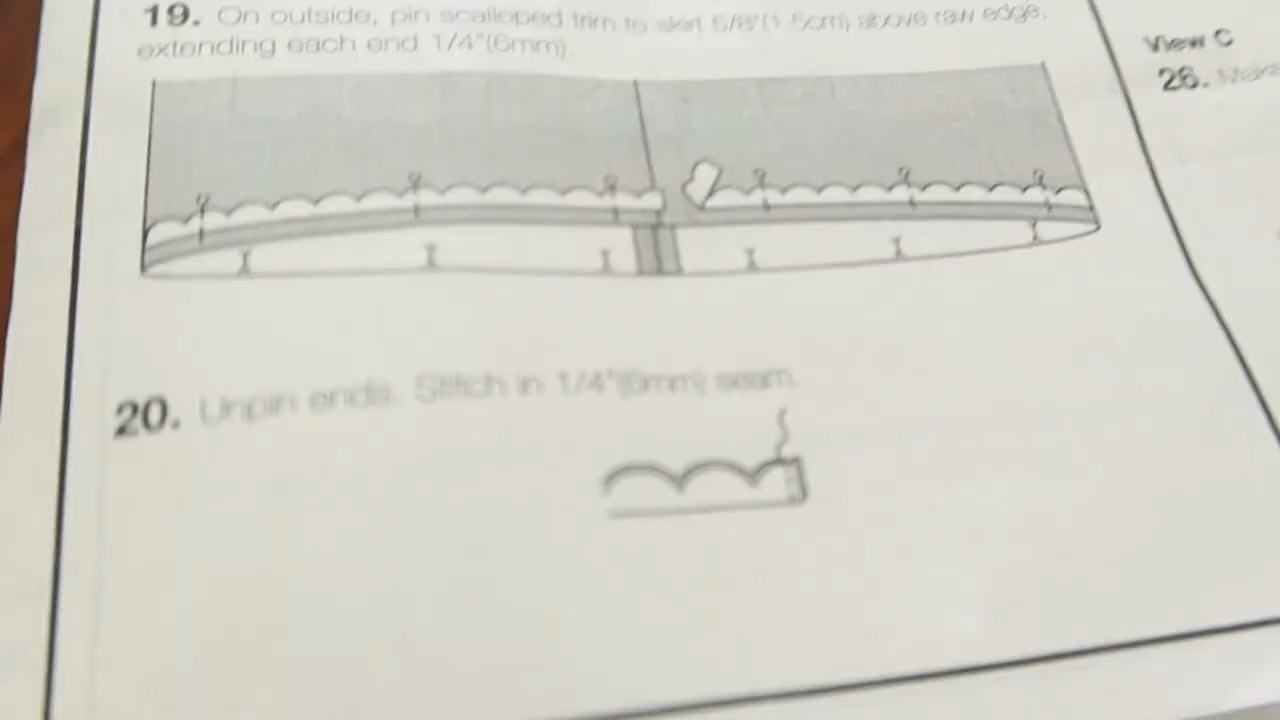 19. On outside, pin scalloped trim to skirt 5/8"(1.5cm) above raw edge,
extending each end 1/4"(6mm).
20. Unpin ends. Stitch in 1/4"(6mm) seam.
View C
26.